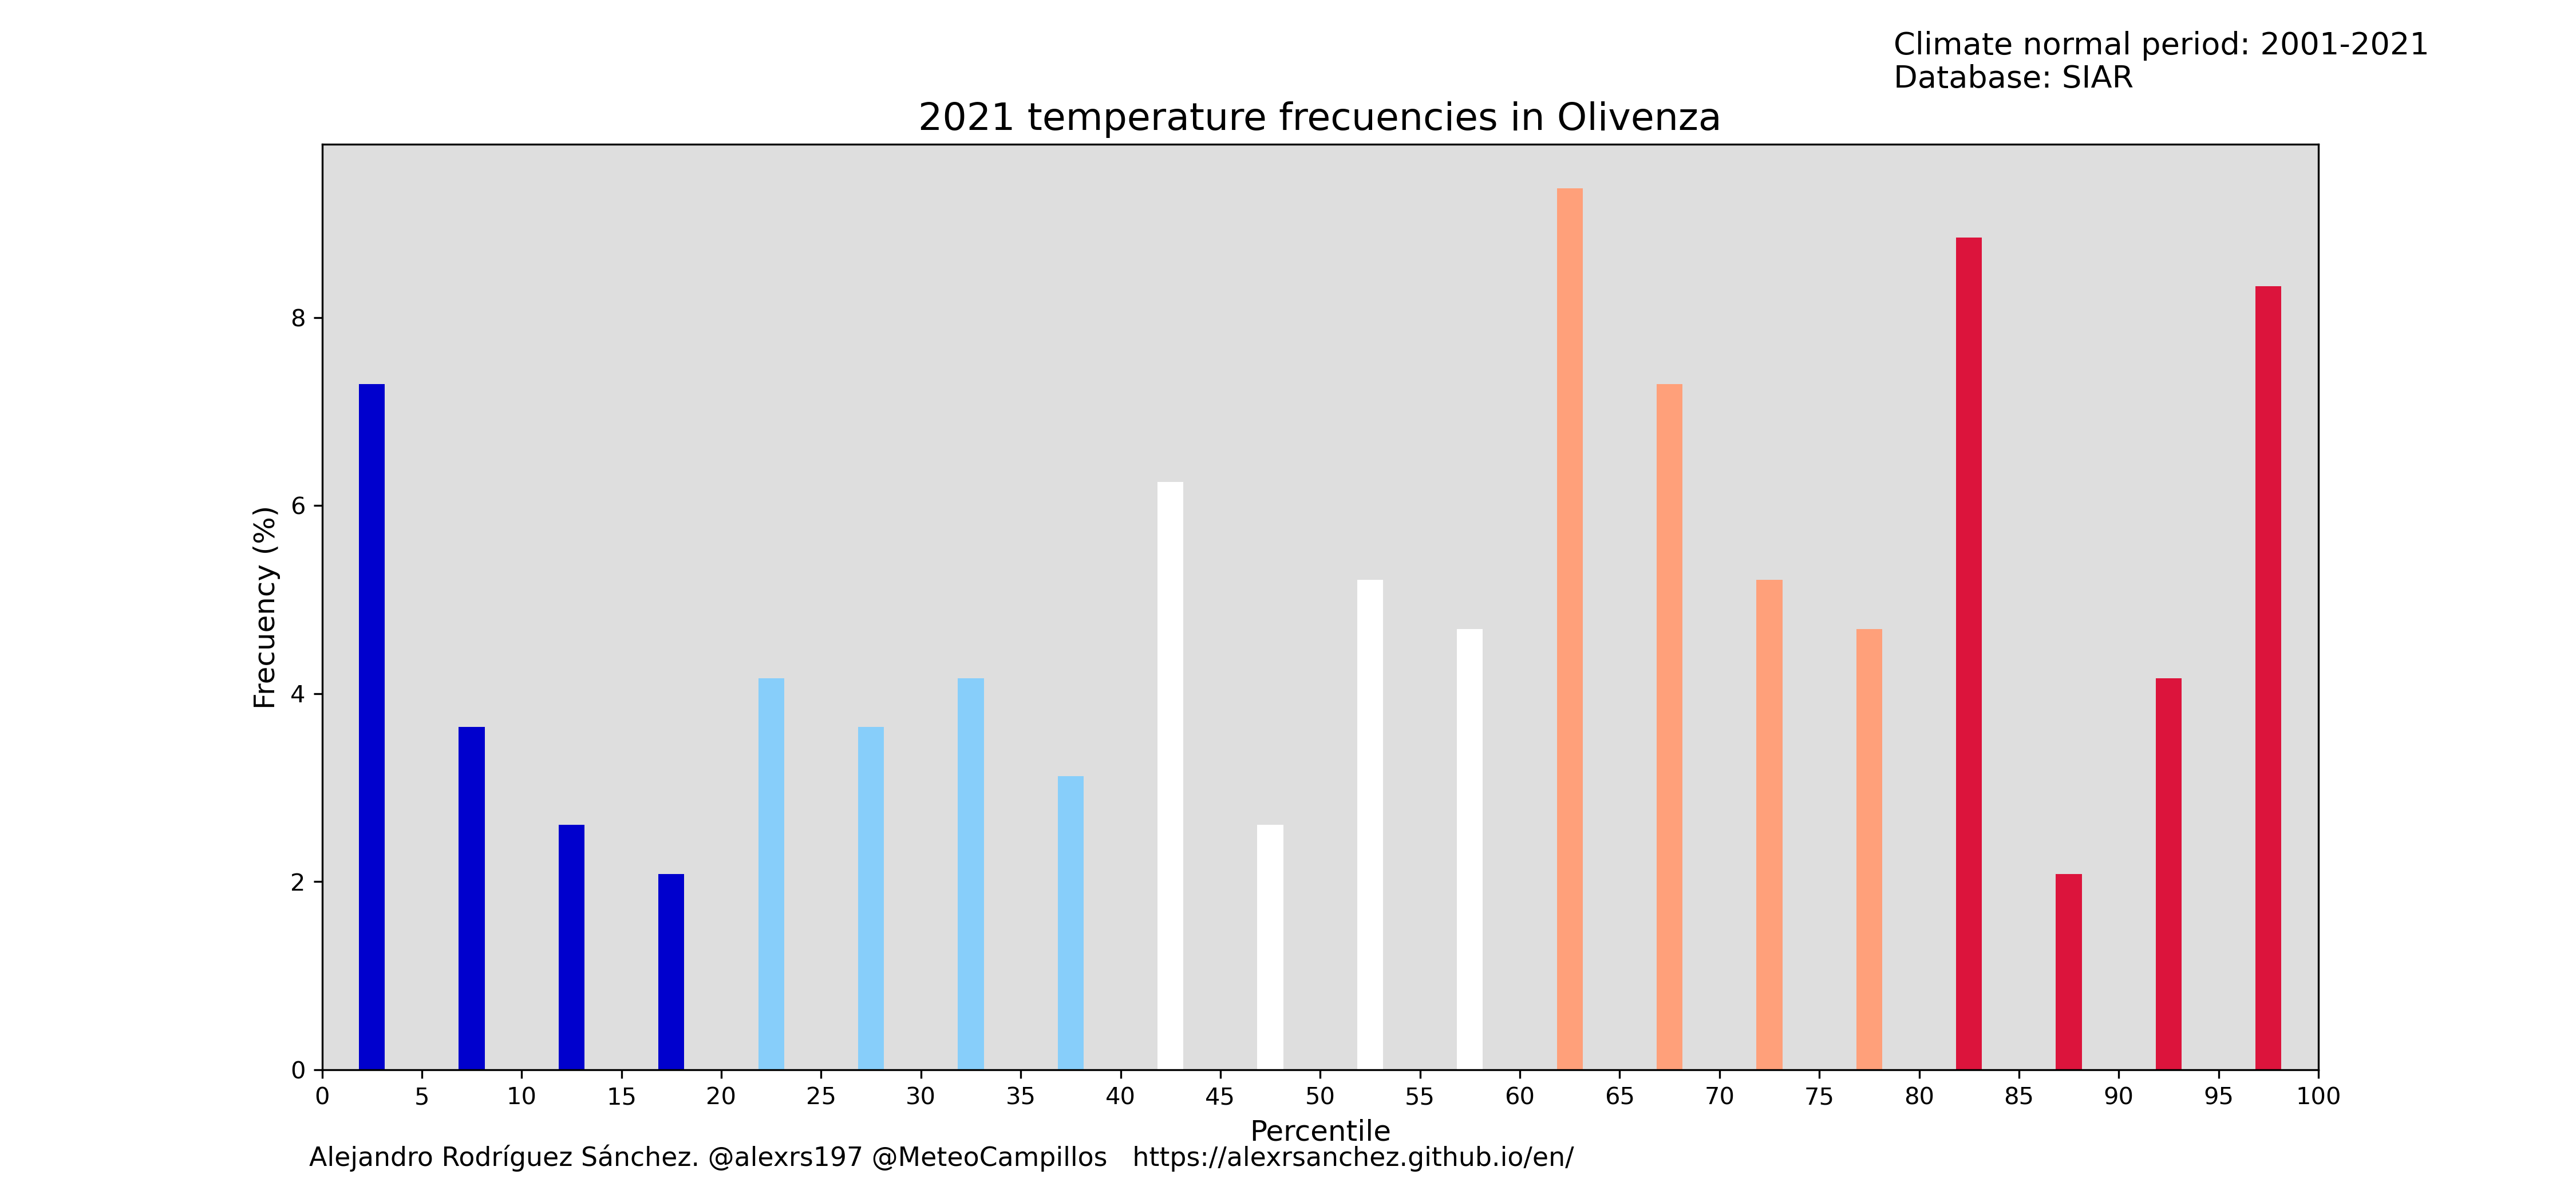 Climate normal period: 2001-2021
Database: SIAR
2021 temperature frecuencies in Olivenza
Frecuency (%)
8
6
4
2
0
0 5 10 15 20 25 30 35 40 45 50 55 60 65 70 75 80 85 90 95 100
Percentile
Alejandro Rodríguez Sánchez. @alexrs197 @MeteoCampillos https://alexrsanchez.github.io/en/